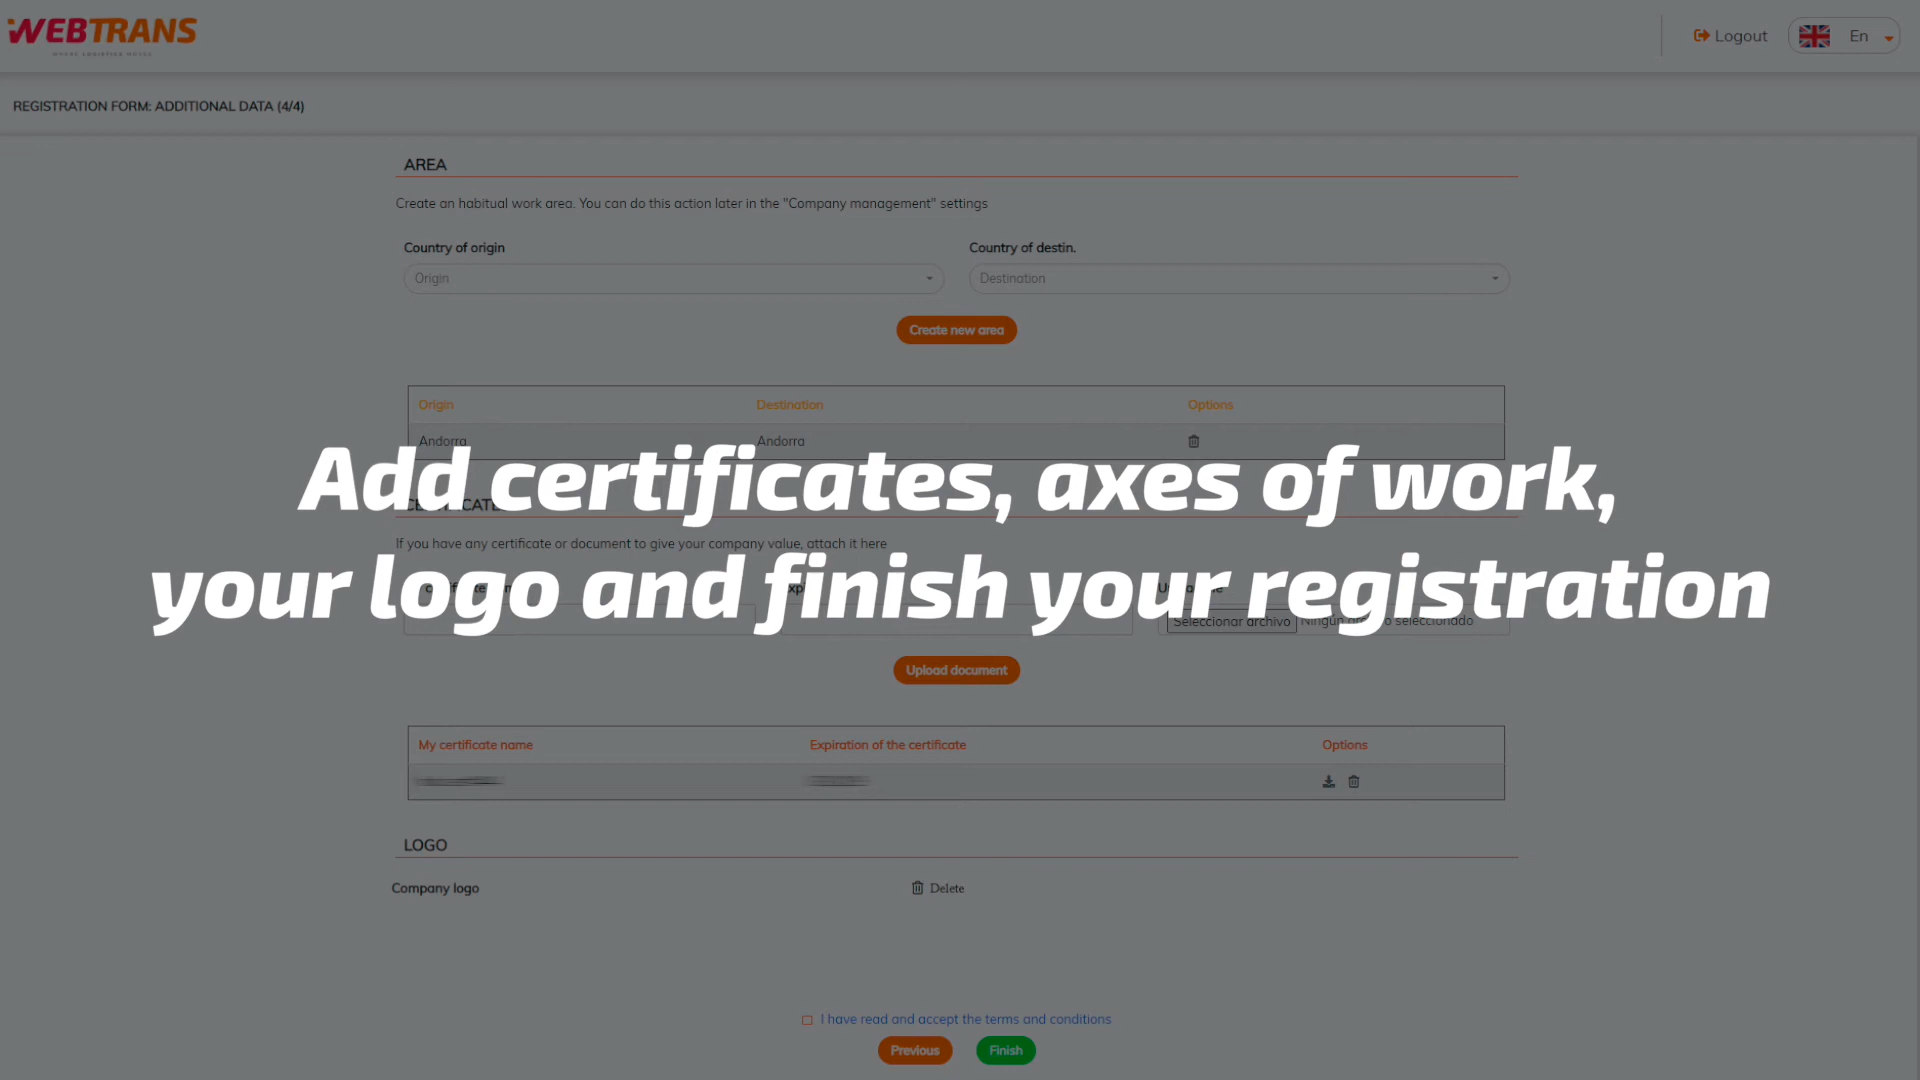 WEBTRANS
Logout
En
REGISTRATION FORM: ADDITIONAL DATA (4/4)
AREA
Create an habitual work area. You can do this action later in the "Company management" settings
Country of origin
Country of destin.
Origin
Destination
Create new area
Origin Destination Options
Andorra Andorra
Add certificates, axes of work,
If you have any certificate or document to give your company value, attach it here
your logo and finish your registration
Seleccionar archivo
Upload document
My certificate name Expiration of the certificate Options
LOGO
Company logo
Delete
I have read and accept the terms and conditions
Previous
Finish